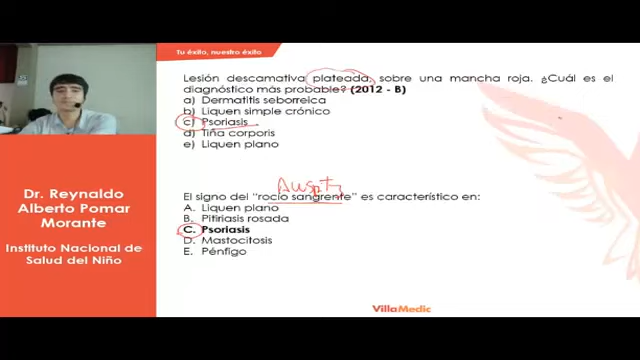 Tu éxito, nuestro éxito
Lesión descamativa plateada, sobre una mancha roja. ¿Cuál es el
diagnóstico más probable? (2012 - B)
a) Dermatitis seborreica
b) Liquen simple crónico
c) Psoriasis
d) Tiña corporis
e) Liquen plano
Auspitz
El signo del “rocío sangrente” es característico en:
A. Liquen plano
B. Pitiriasis rosada
C. Psoriasis
D. Mastocitosis
E. Pénfigo
Dr. Reynaldo
Alberto Pomar
Morante
Instituto Nacional de
Salud del Niño
VillaMedic